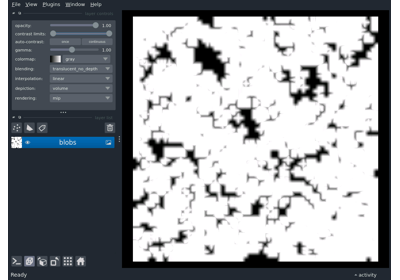 File View Plugins Window Help
opacity: 1.00
contrast limits:
auto-contrast: once continuous
gamma: 1.00
colormap: gray
blending: translucent_no_depth
interpolation: linear
depiction: volume
rendering: mip
blobs
Ready
activity